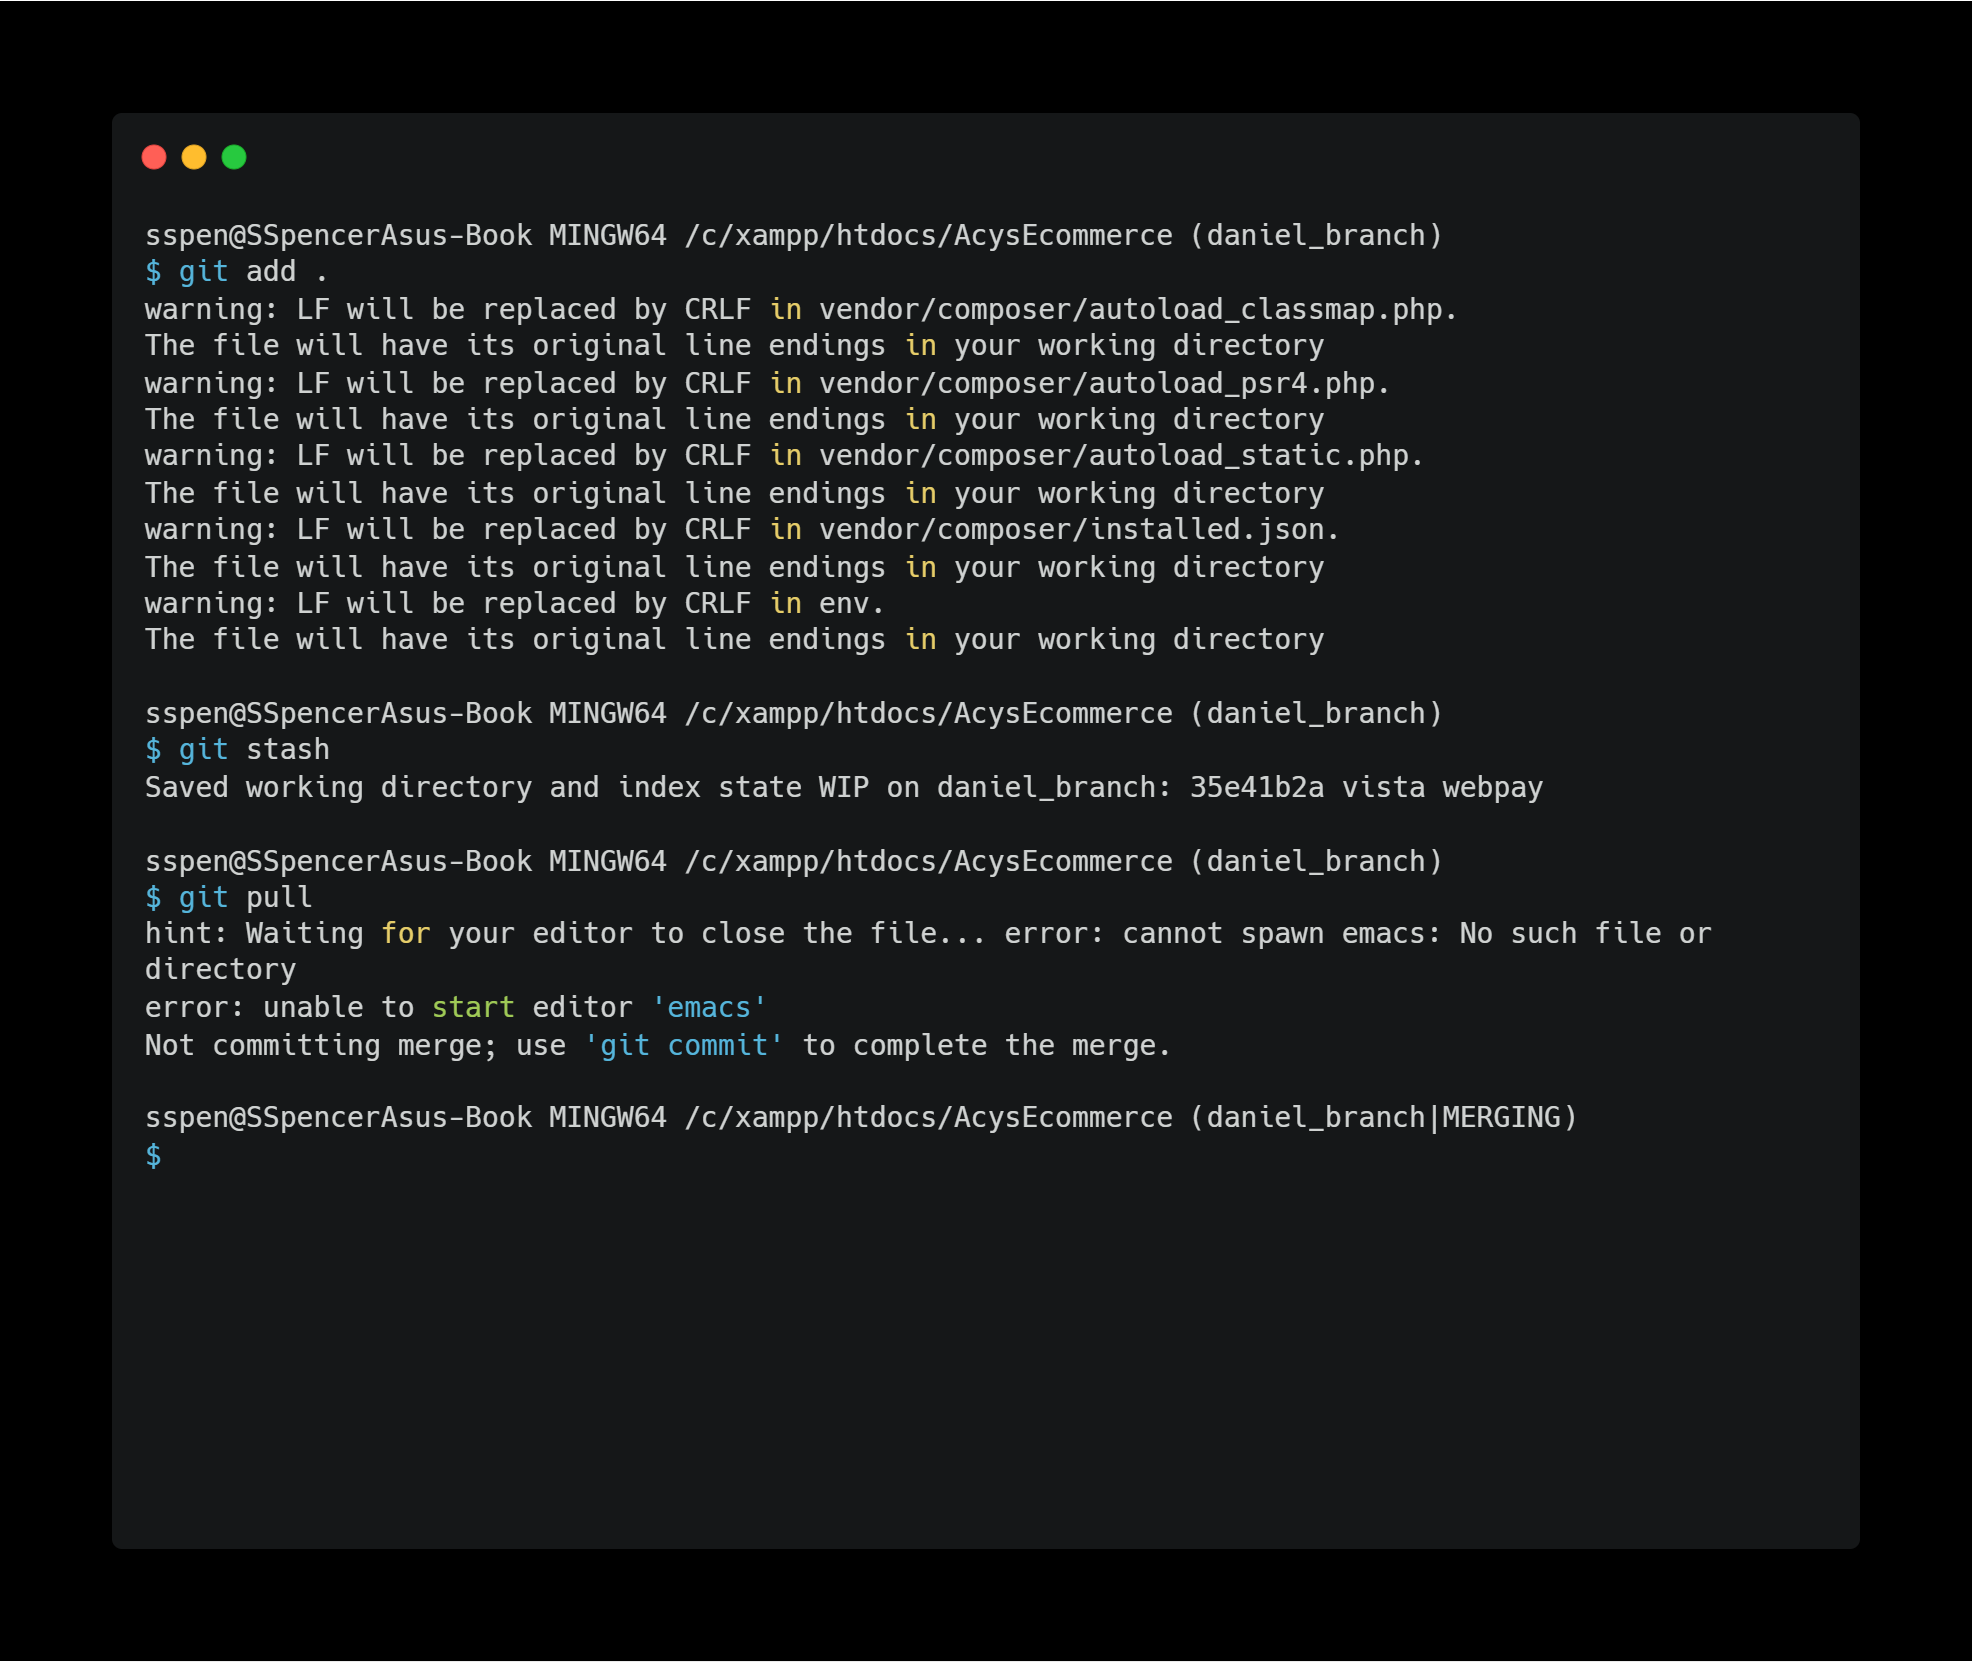 sspen@SSpencerAsus-Book MINGW64 /c/xampp/htdocs/AcysEcommerce (daniel_branch)
$ git add .
warning: LF will be replaced by CRLF in vendor/composer/autoload_classmap.php.
The file will have its original line endings in your working directory
warning: LF will be replaced by CRLF in vendor/composer/autoload_psr4.php.
The file will have its original line endings in your working directory
warning: LF will be replaced by CRLF in vendor/composer/autoload_static.php.
The file will have its original line endings in your working directory
warning: LF will be replaced by CRLF in vendor/composer/installed.json.
The file will have its original line endings in your working directory
warning: LF will be replaced by CRLF in env.
The file will have its original line endings in your working directory
sspen@SSpencerAsus-Book MINGW64 /c/xampp/htdocs/AcysEcommerce (daniel_branch)
$ git stash
Saved working directory and index state WIP on daniel_branch: 35e41b2a vista webpay
sspen@SSpencerAsus-Book MINGW64 /c/xampp/htdocs/AcysEcommerce (daniel_branch)
$ git pull
hint: Waiting for your editor to close the file... error: cannot spawn emacs: No such file or
directory
error: unable to start editor 'emacs'
Not committing merge; use 'git commit' to complete the merge.
sspen@SSpencerAsus-Book MINGW64 /c/xampp/htdocs/AcysEcommerce (daniel_branch|MERGING)
$